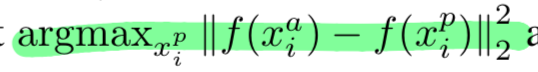 argmax_{x_i^p} ‖f(x_i^a) − f(x_i^p)‖_2^2